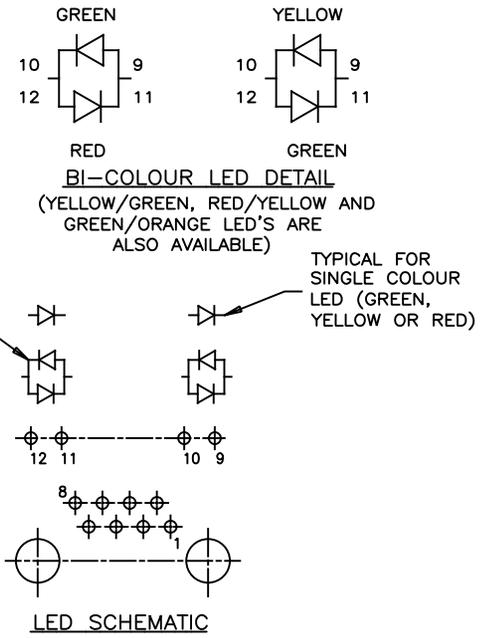 GREEN YELLOW
10 9 10 9
12 11 12 11
RED GREEN
BI-COLOUR LED DETAIL
(YELLOW/GREEN, RED/YELLOW AND
GREEN/ORANGE LED'S ARE
ALSO AVAILABLE)
TYPICAL FOR
SINGLE COLOUR
LED (GREEN,
YELLOW OR RED)
12 11 10 9
8
1
LED SCHEMATIC